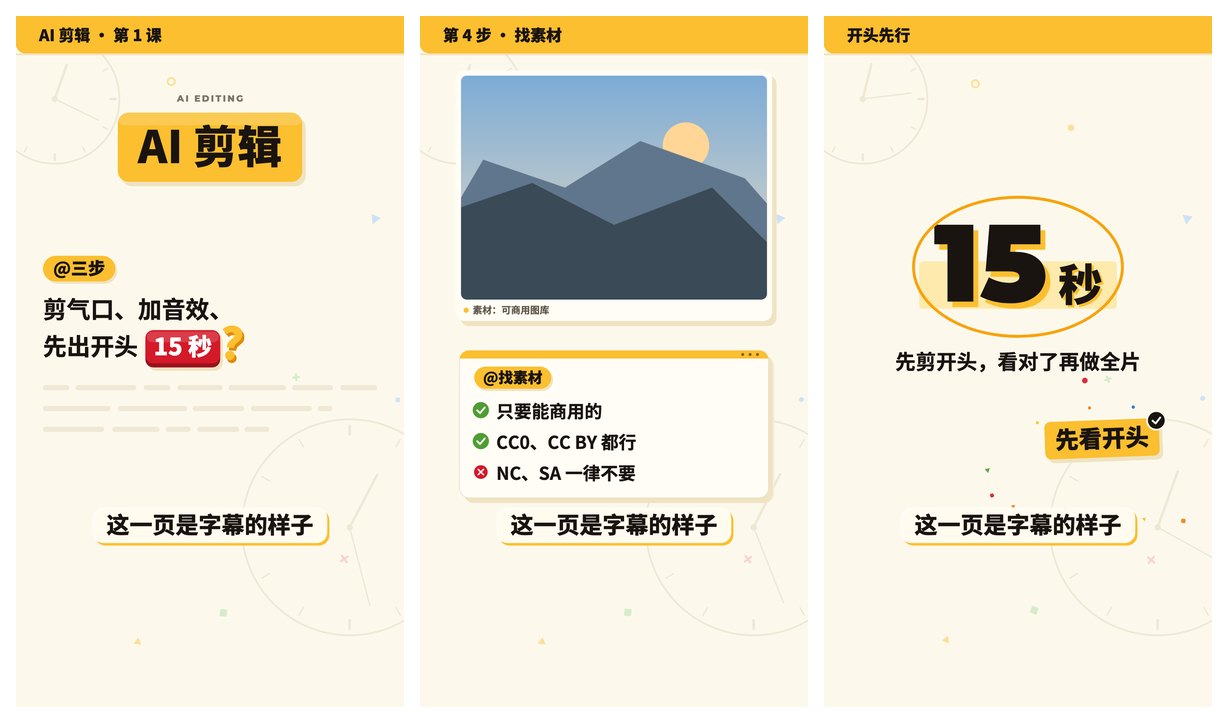 AI 剪辑 · 第 1 课
AI EDITING
AI 剪辑
@三步
剪气口、加音效、
先出开头 15 秒?
这一页是字幕的样子
第 4 步 · 找素材
素材：可商用图库
@找素材
只要能商用的
CC0、CC BY 都行
NC、SA 一律不要
这一页是字幕的样子
开头先行
15 秒
先剪开头，看对了再做全片
先看开头
这一页是字幕的样子